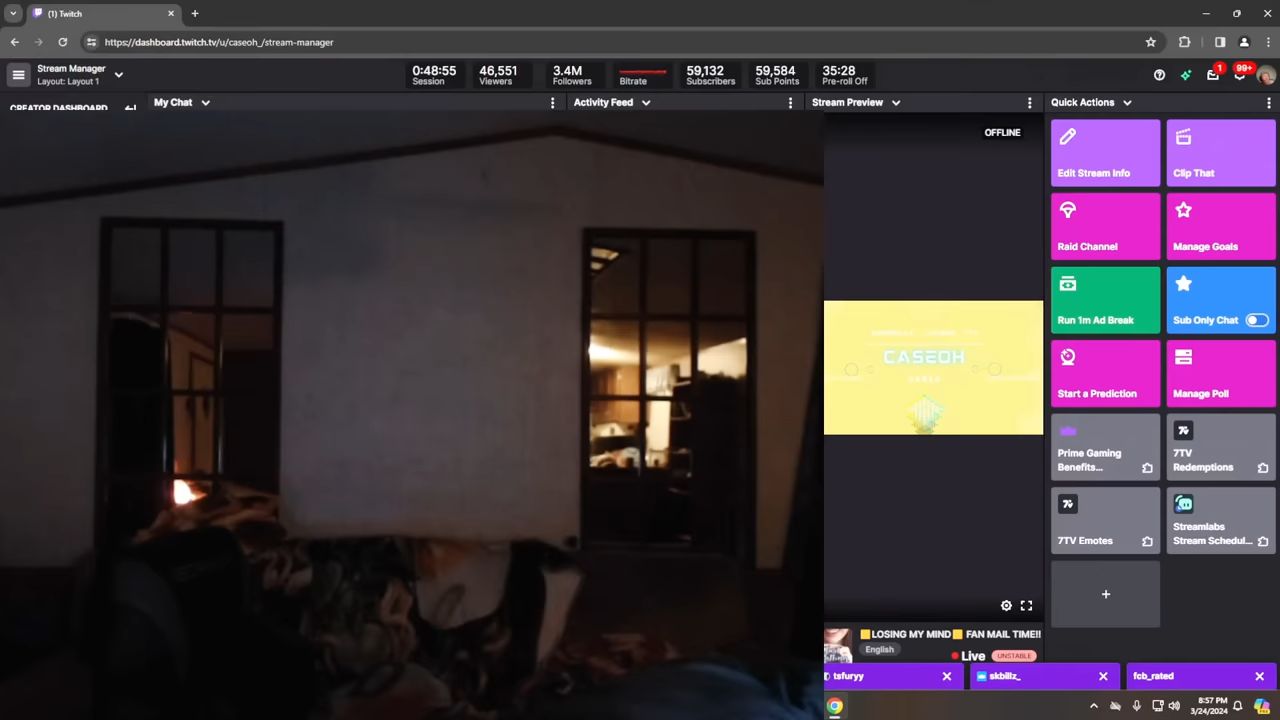 (1) Twitch
https://dashboard.twitch.tv/u/caseoh_/stream-manager
Stream Manager
Layout: Layout 1
0:48:55
Session
46,551
Viewers
3.4M
Followers
Bitrate
59,132
Subscribers
59,584
Sub Points
35:28
Pre-roll Off
1
99+
CREATOR DASHBOARD
My Chat
Activity Feed
Stream Preview
Quick Actions
OFFLINE
CASEOH
Edit Stream Info
Clip That
Raid Channel
Manage Goals
Run 1m Ad Break
Sub Only Chat
Start a Prediction
Manage Poll
Prime Gaming
Benefits...
7TV
Redemptions
7TV Emotes
Streamlabs
Stream Schedul...
+
LOSING MY MIND FAN MAIL TIME!!
English
Live
UNSTABLE
tsfuryy
skbillz_
fcb_rated
8:57 PM
3/24/2024